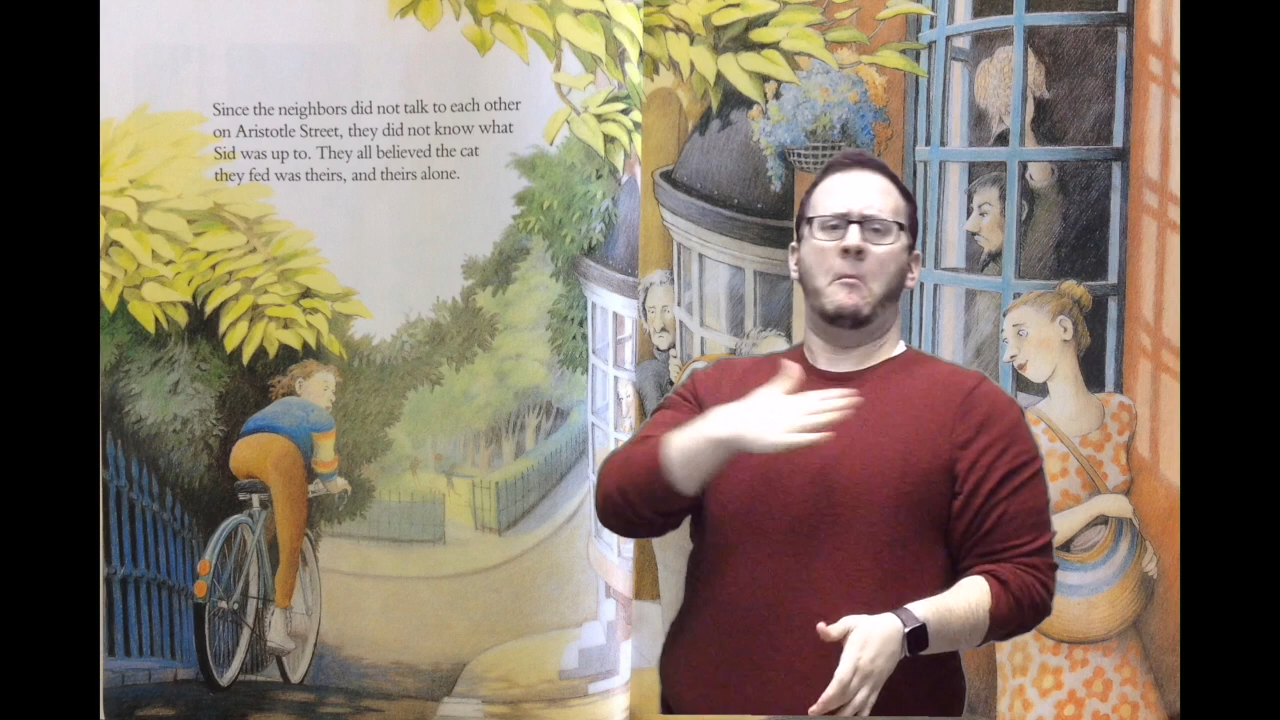 Since the neighbors did not talk to each other
on Aristotle Street, they did not know what
Sid was up to. They all believed the cat
they fed was theirs, and theirs alone.